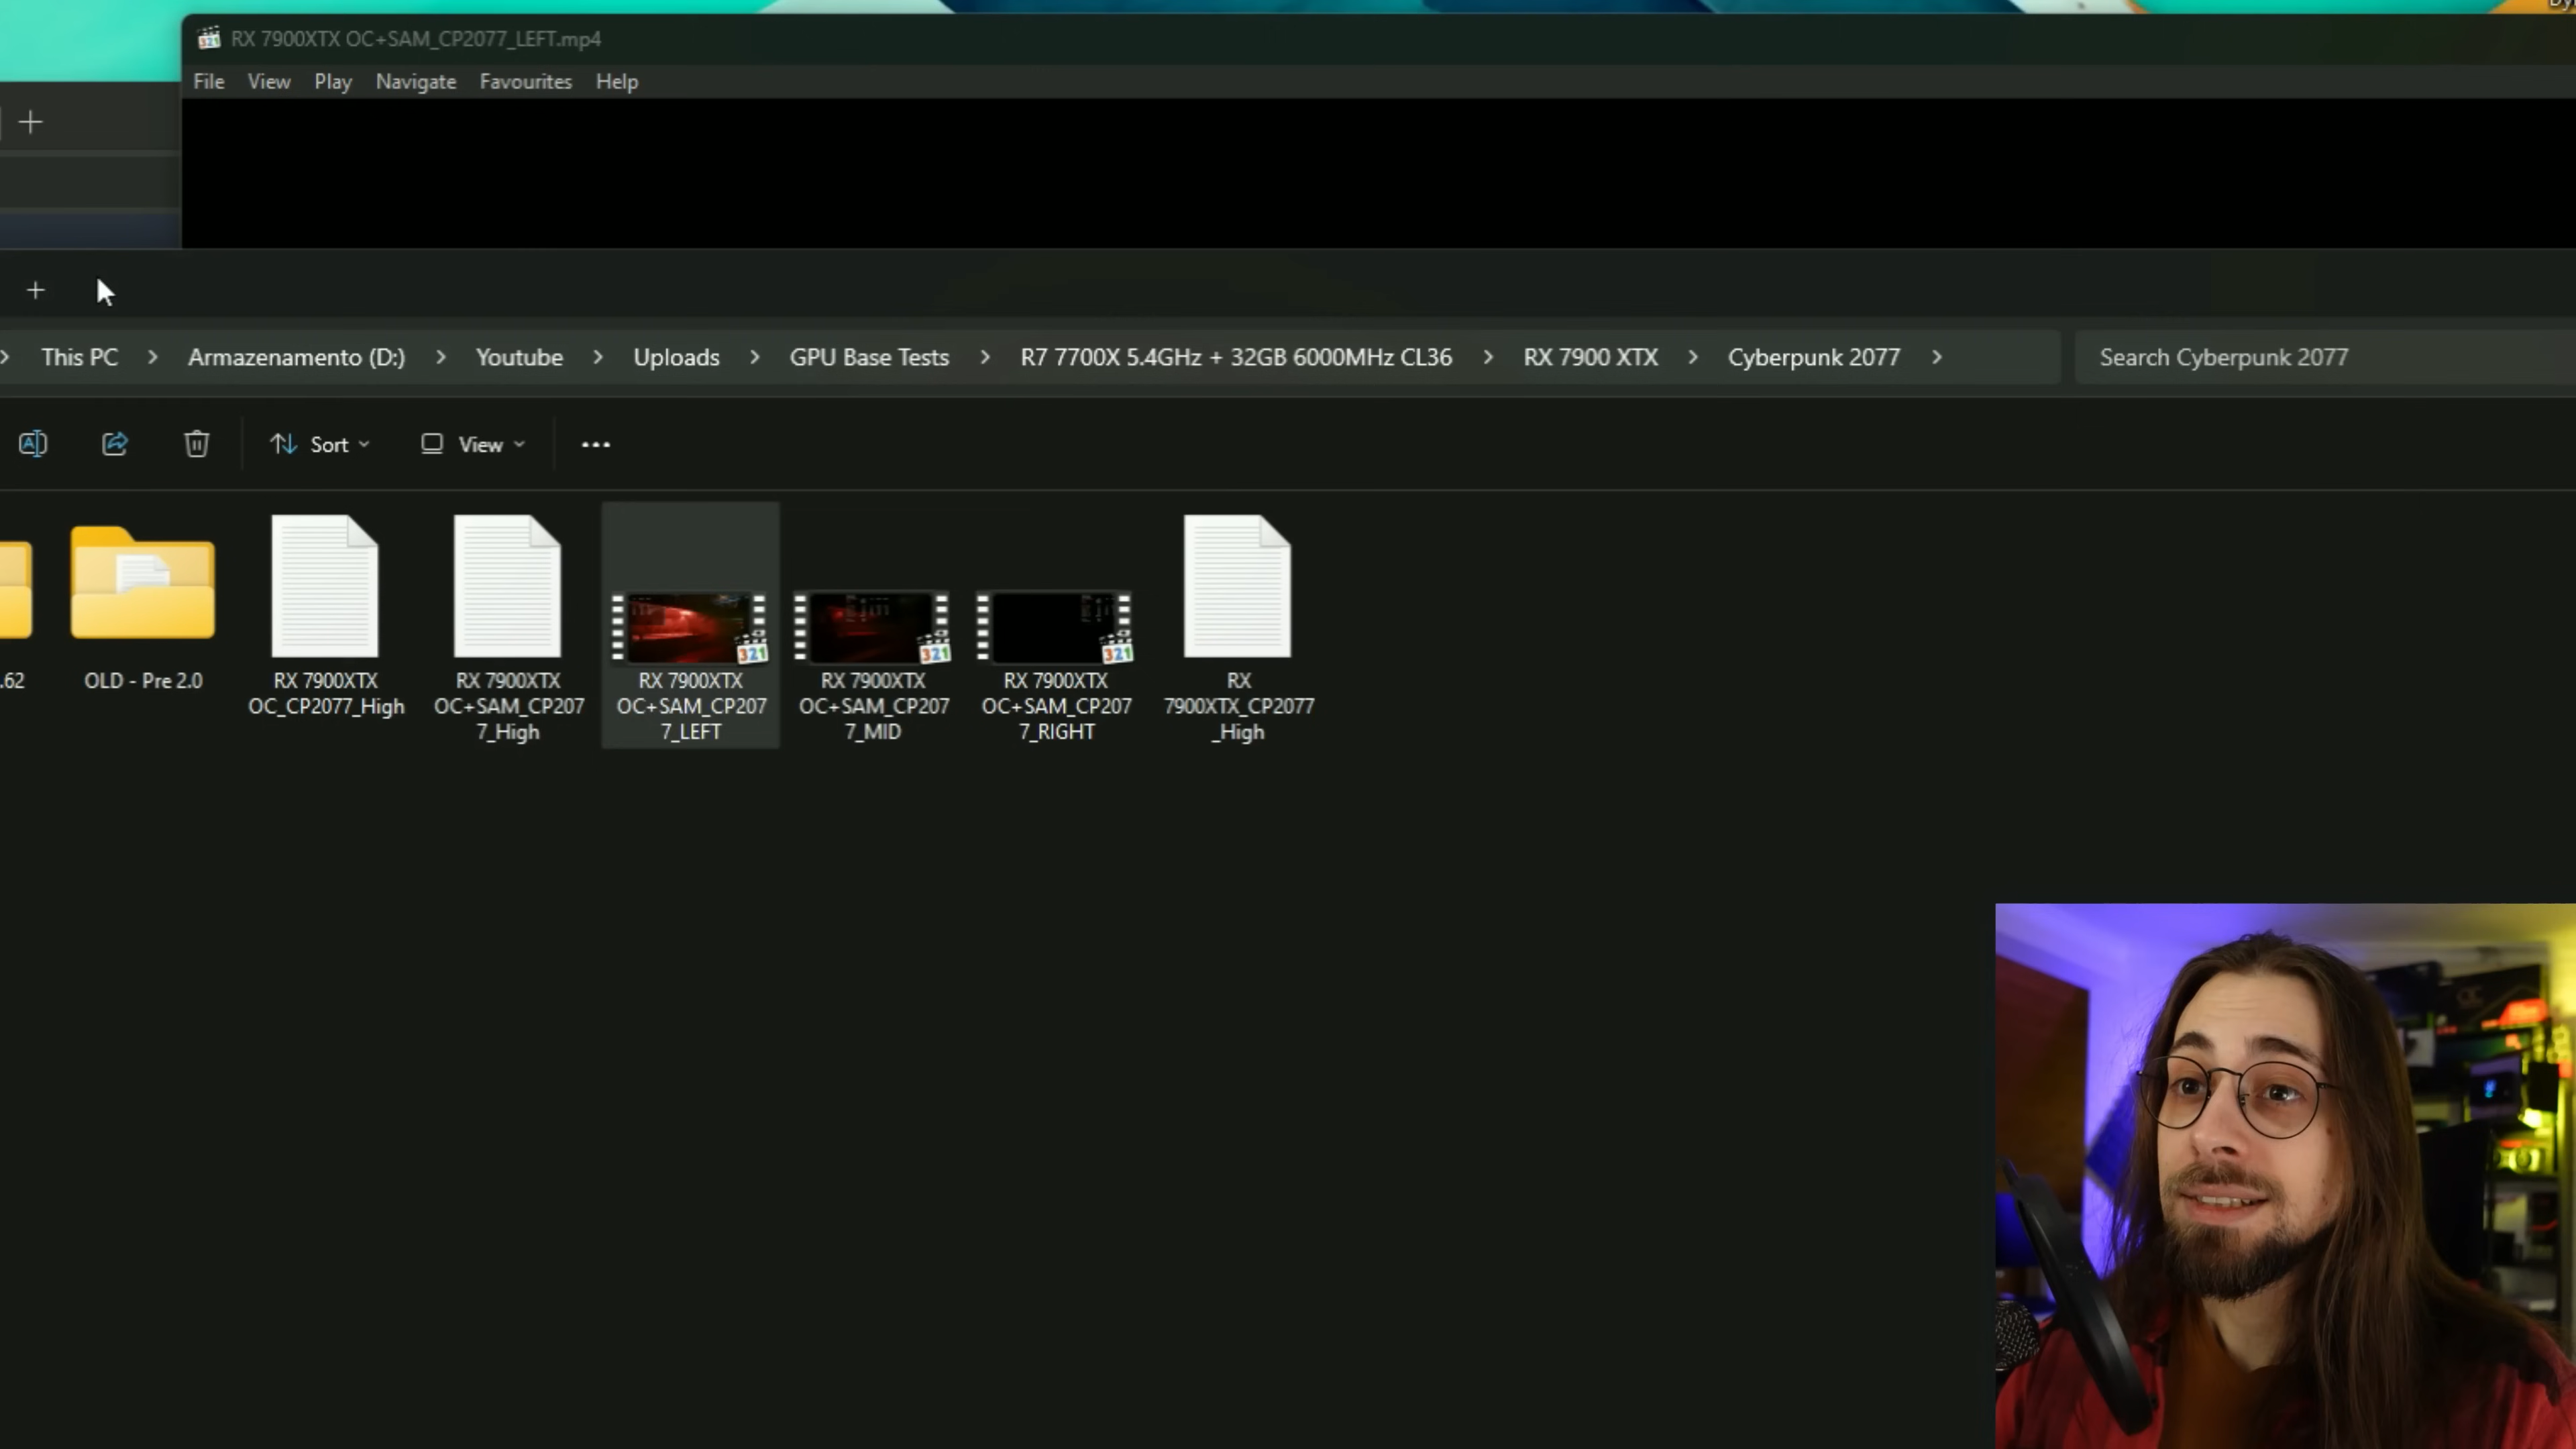 RX 7900XTX OC+SAM_CP2077_LEFT.mp4
File View Play Navigate Favourites Help
This PC > Armazenamento (D:) > Youtube > Uploads > GPU Base Tests > R7 7700X 5.4GHz + 32GB 6000MHz CL36 > RX 7900 XTX > Cyberpunk 2077 >
Search Cyberpunk 2077
Sort View
.62
OLD - Pre 2.0
RX 7900XTX
OC_CP2077_High
RX 7900XTX
OC+SAM_CP207
7_High
321
RX 7900XTX
OC+SAM_CP207
7_LEFT
321
RX 7900XTX
OC+SAM_CP207
7_MID
321
RX 7900XTX
OC+SAM_CP207
7_RIGHT
RX
7900XTX_CP2077
_High